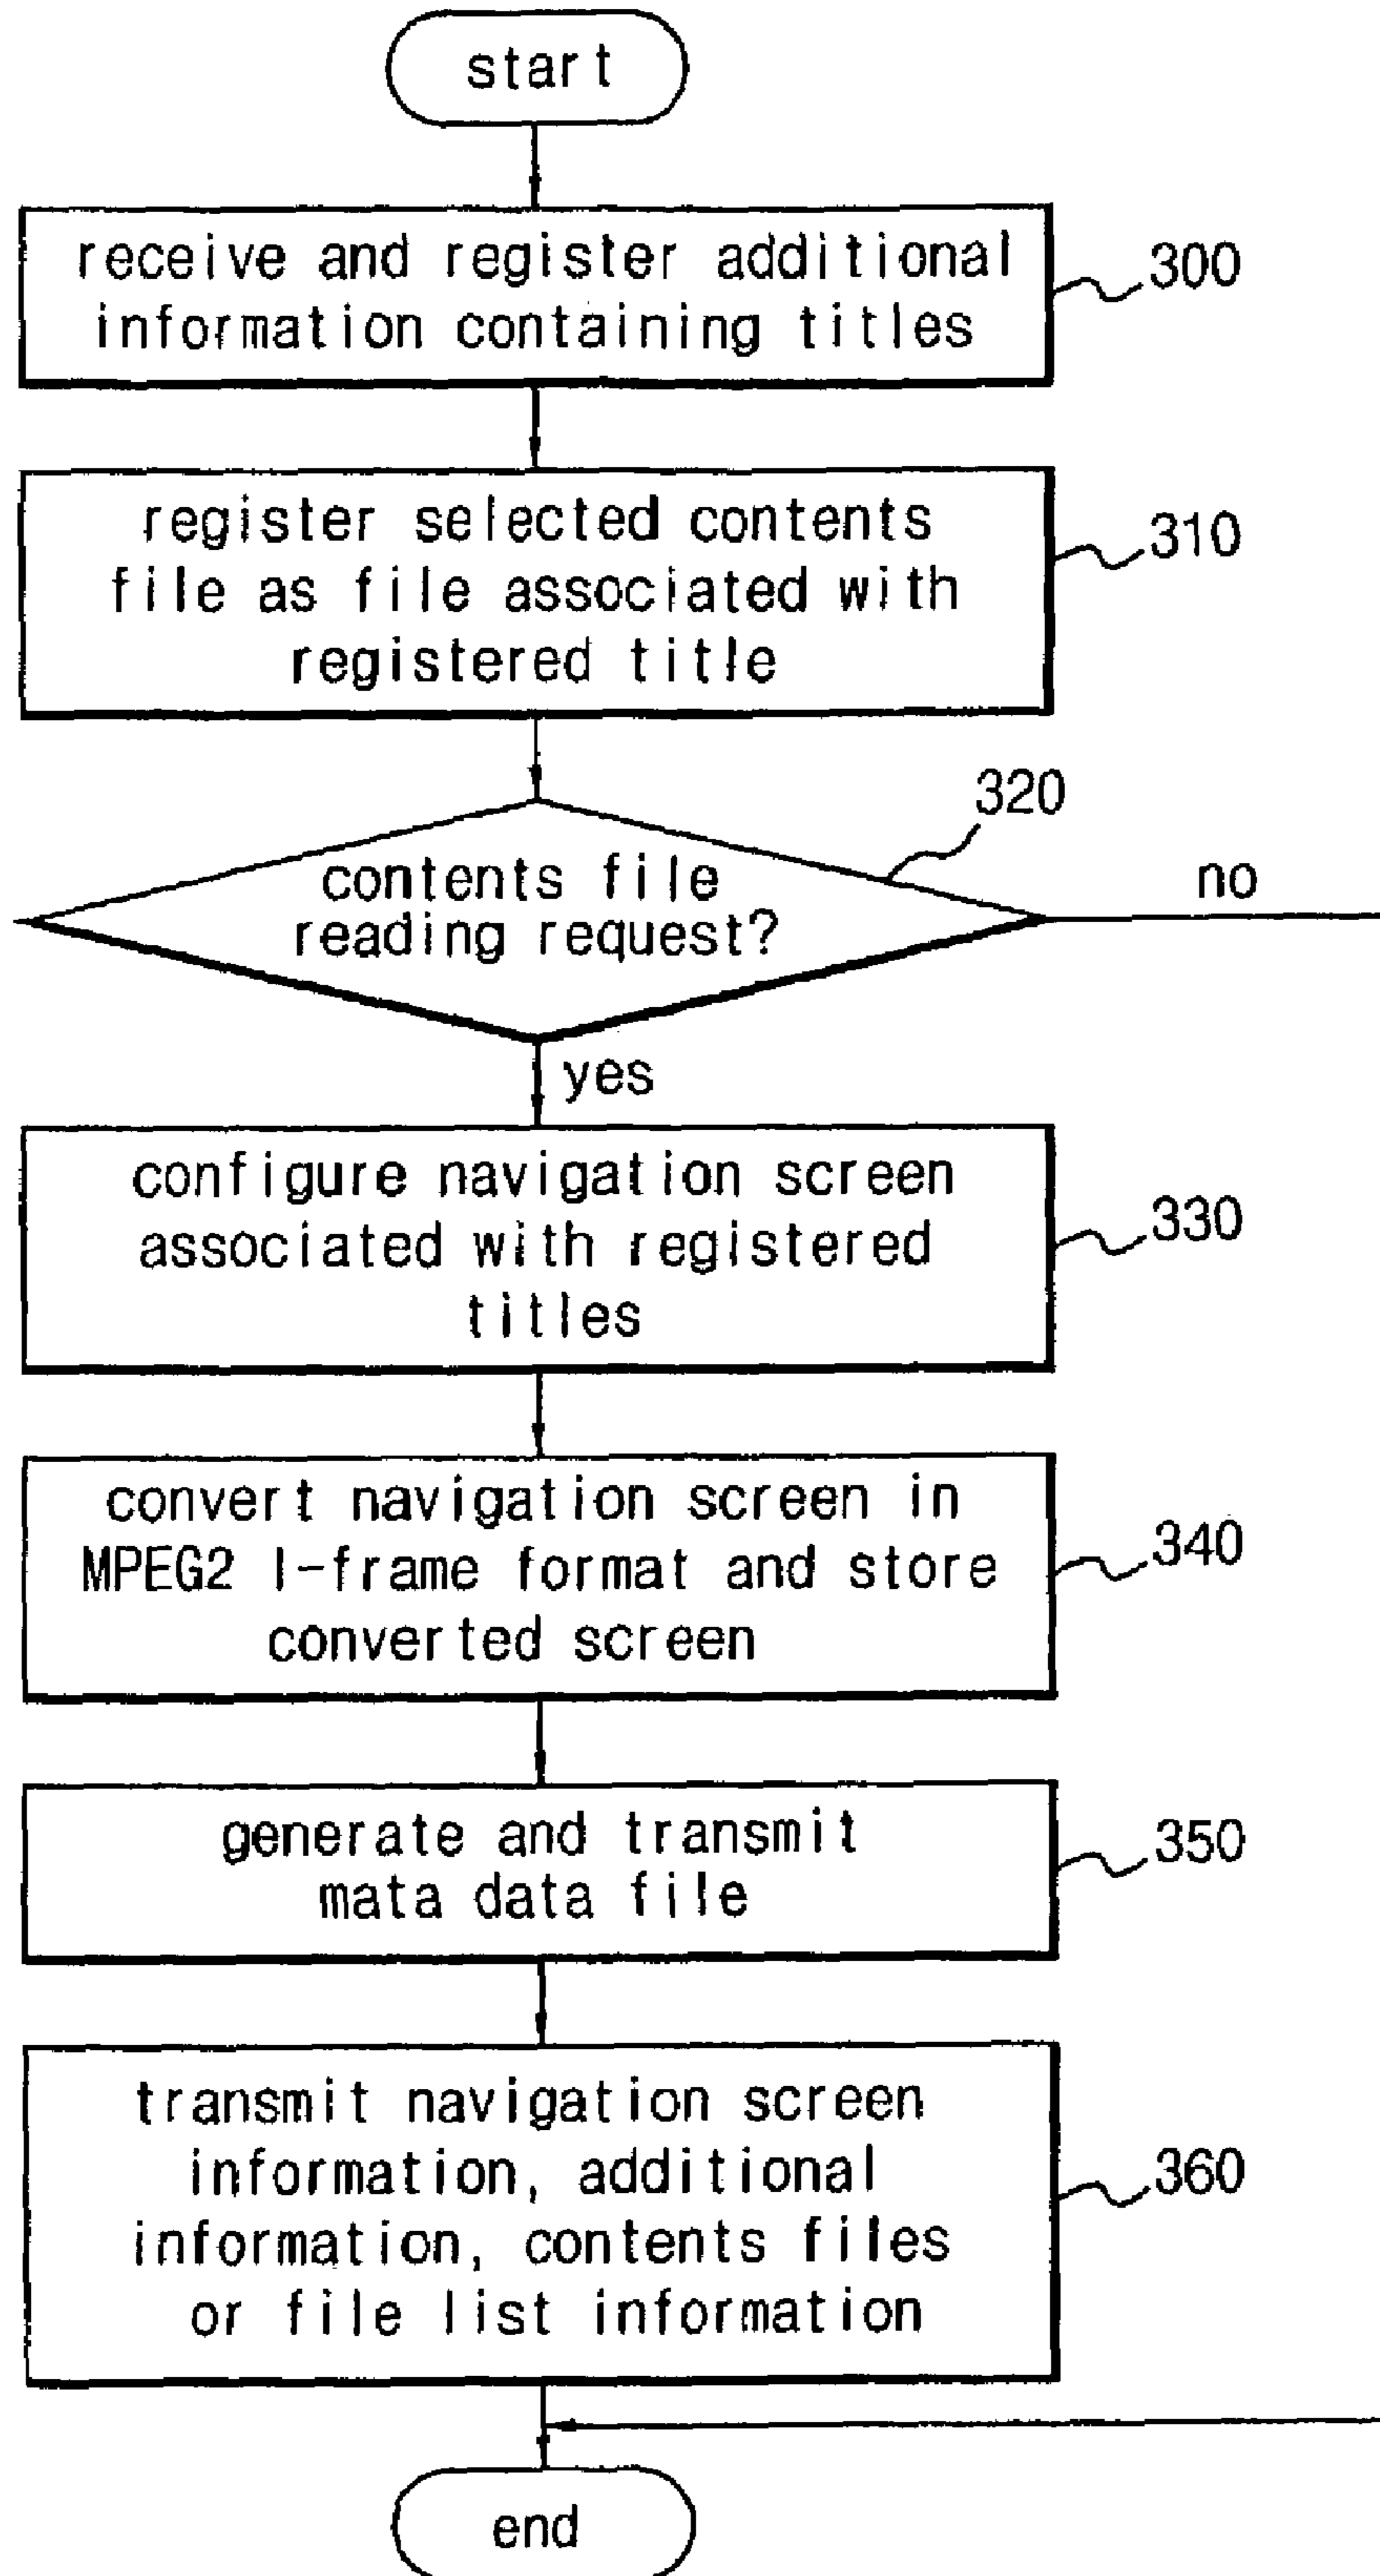 start
receive and register additional
information containing titles
300
register selected contents
file as file associated with
registered title
310
320
contents file
reading request?
no
yes
configure navigation screen
associated with registered
titles
330
convert navigation screen in
MPEG2 I-frame format and store
converted screen
340
generate and transmit
mata data file
350
transmit navigation screen
information, additional
information, contents files
or file list information
360
end